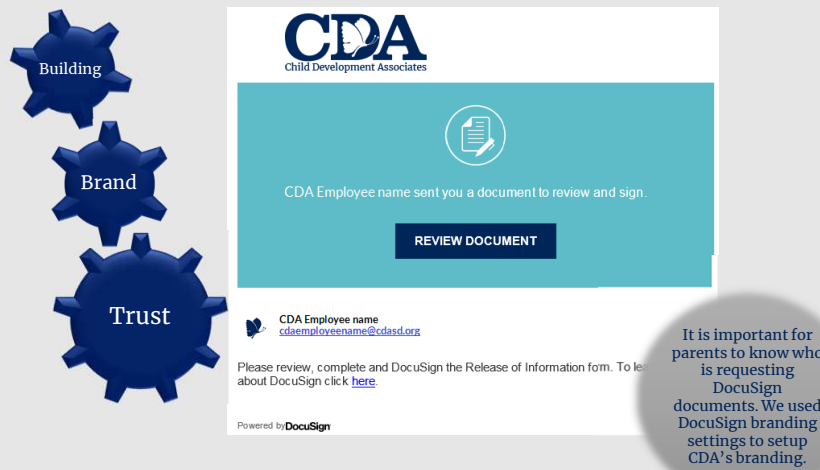 Building
Brand
Trust
CDA
Child Development Associates
CDA Employee name sent you a document to review and sign.
REVIEW DOCUMENT
CDA Employee name
cdaemployeename@cdasd.org
Please review, complete and DocuSign the Release of Information form. To
about DocuSign click here.
Powered by DocuSign
It is important for
parents to know who
is requesting
DocuSign
documents. We used
DocuSign branding
settings to setup
CDA's branding.